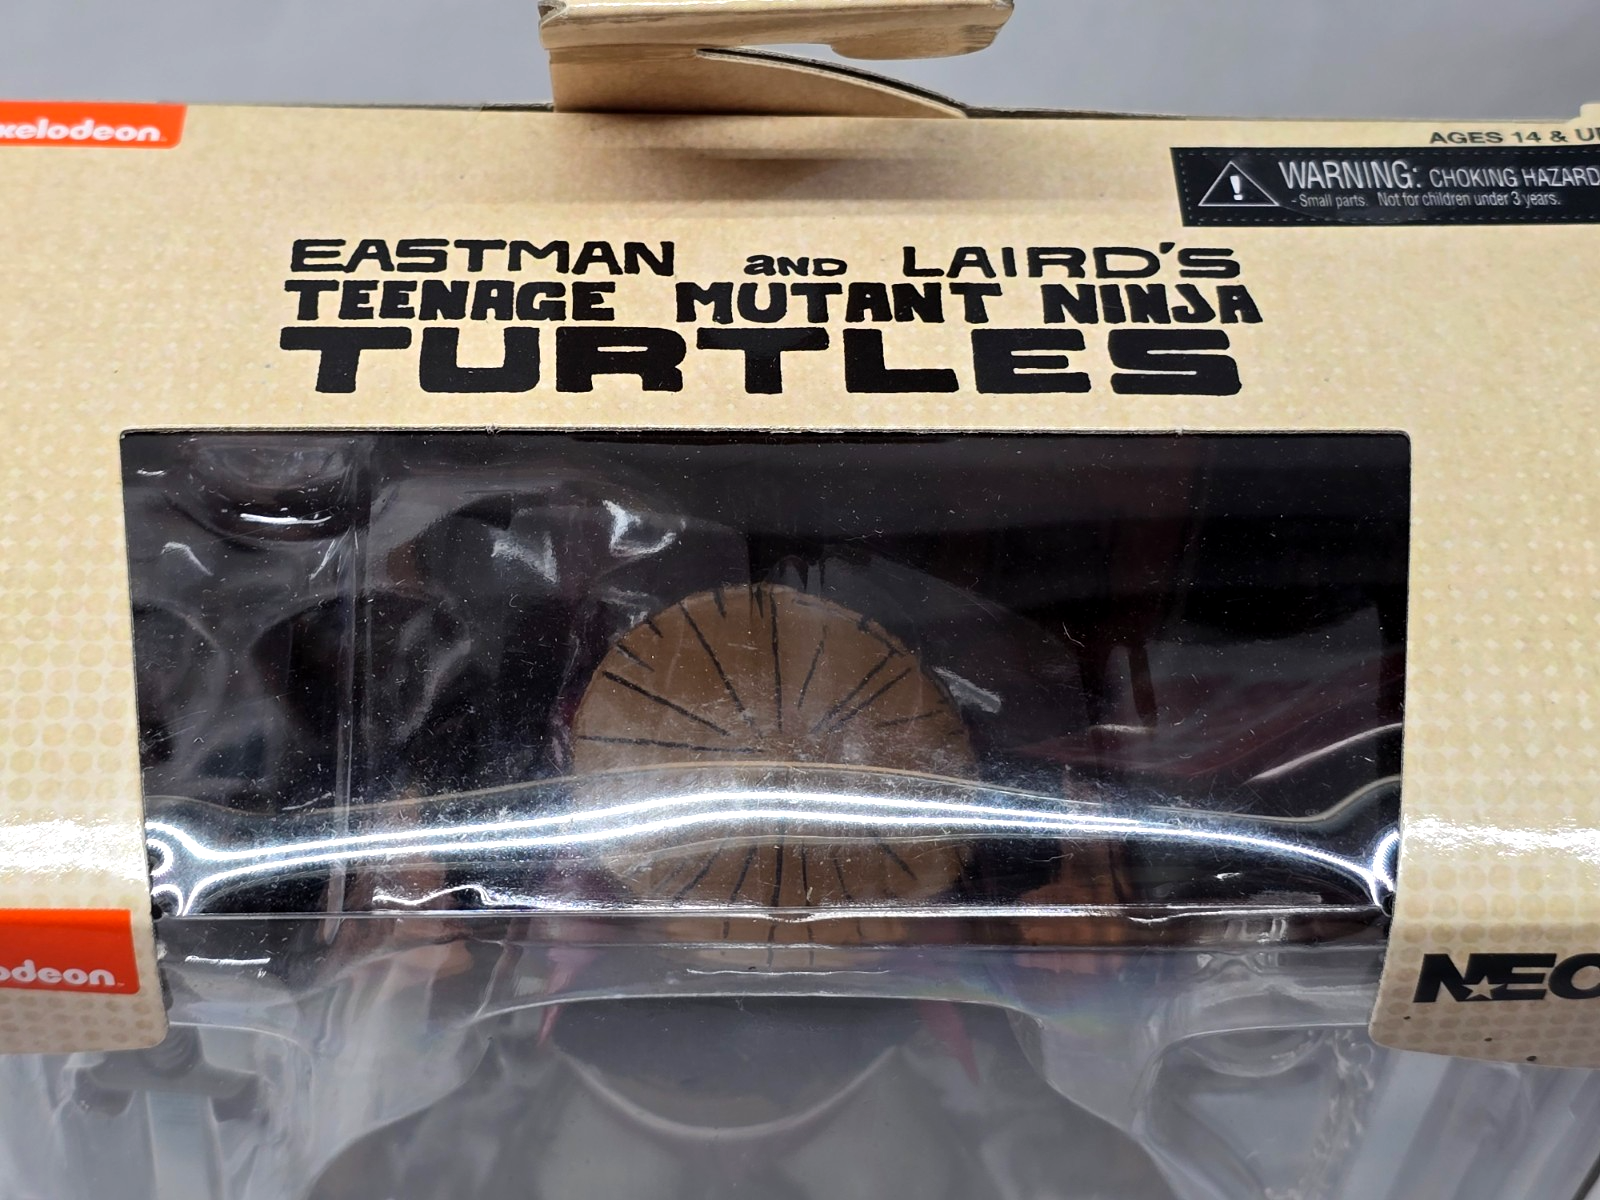 xelodeon
AGES 14 & U
WARNING: CHOKING HAZARD
- Small parts. Not for children under 3 years.
EASTMAN AND LAIRD'S
TEENAGE MUTANT NINJA
TURTLES
odeon
NEC